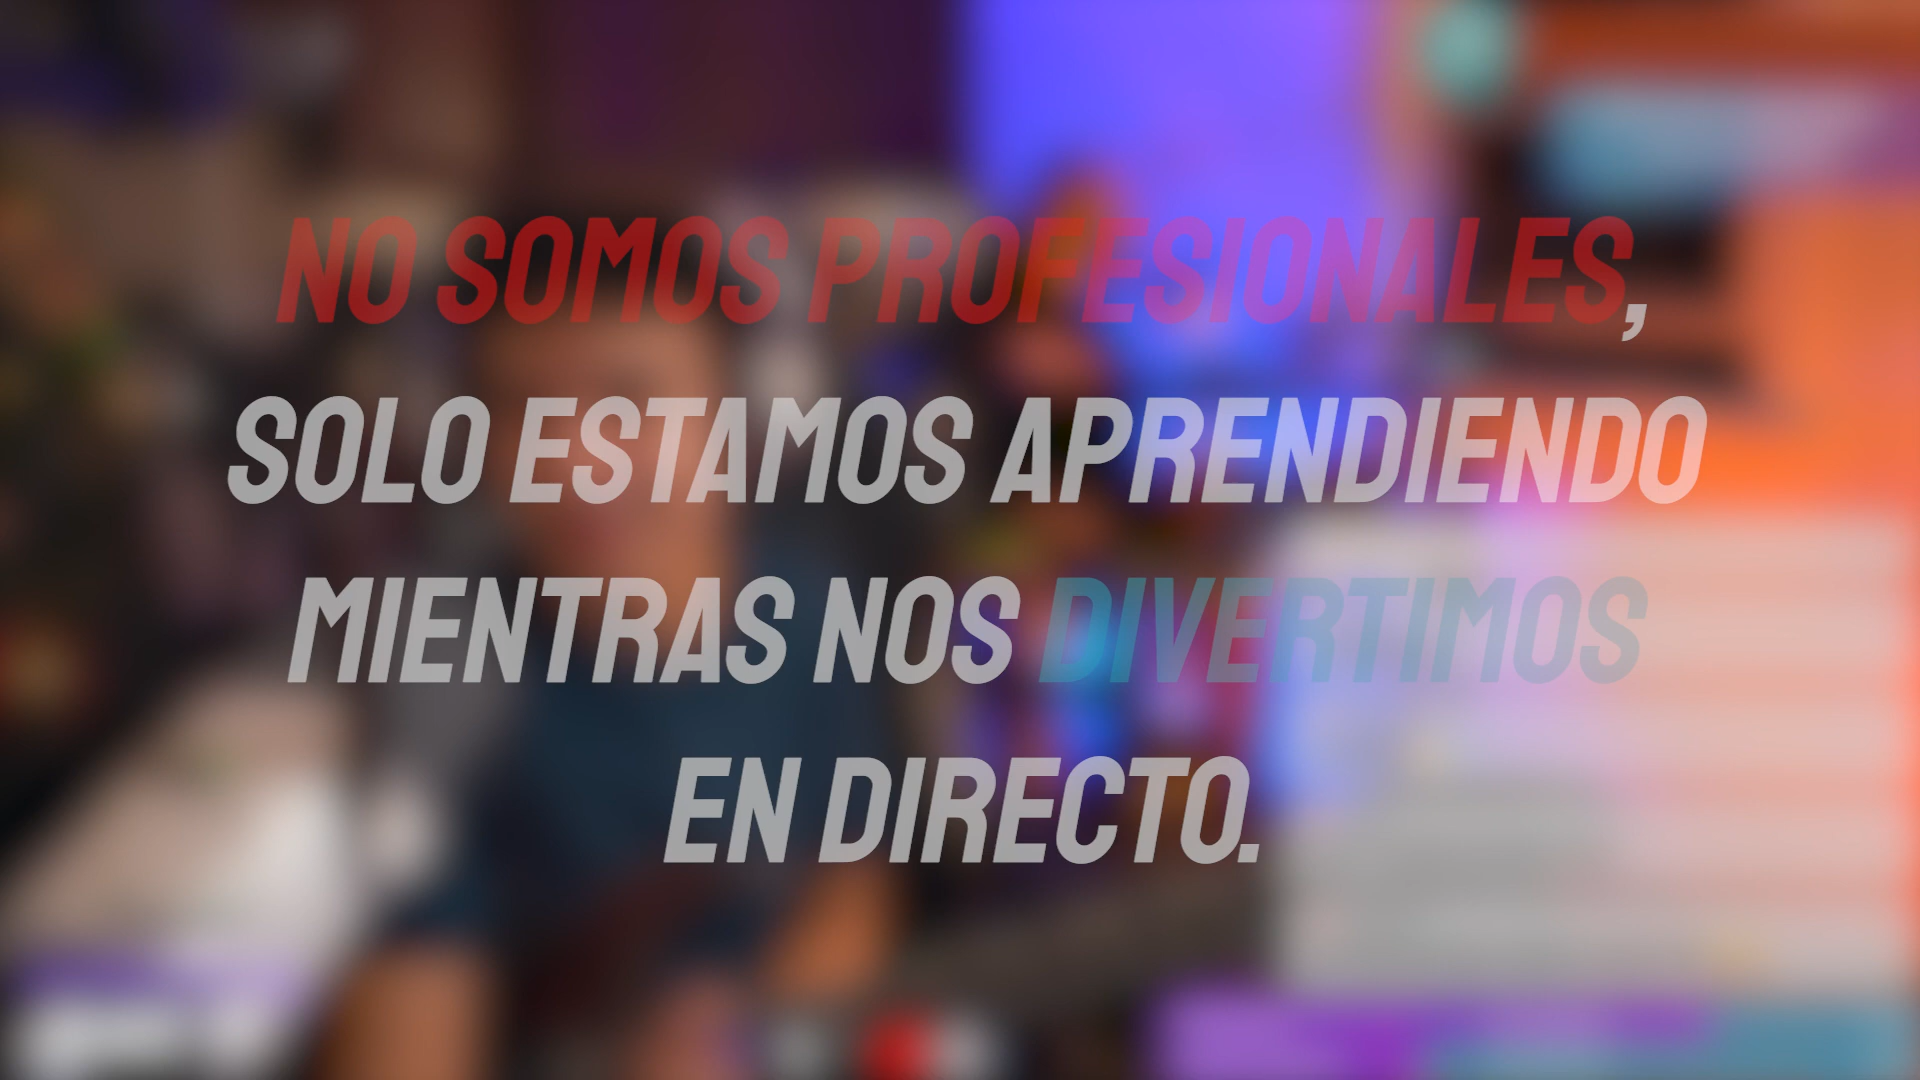 NO SOMOS PROFESIONALES,
SOLO ESTAMOS APRENDIENDO
MIENTRAS NOS DIVERTIMOS
EN DIRECTO.